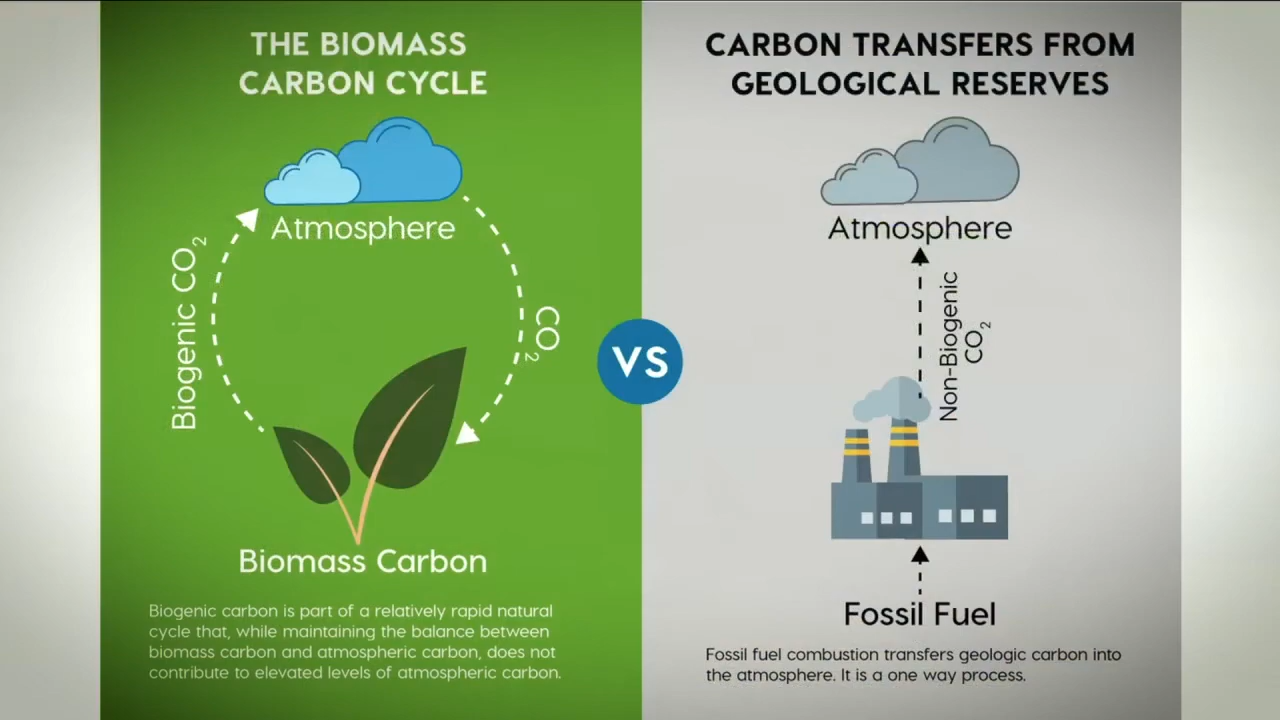 THE BIOMASS
CARBON CYCLE
Atmosphere
Biogenic CO2
CO2
Biomass Carbon
Biogenic carbon is part of a relatively rapid natural
cycle that, while maintaining the balance between
biomass carbon and atmospheric carbon, does not
contribute to elevated levels of atmospheric carbon.
VS
CARBON TRANSFERS FROM
GEOLOGICAL RESERVES
Atmosphere
Non-Biogenic
CO2
Fossil Fuel
Fossil fuel combustion transfers geologic carbon into
the atmosphere. It is a one way process.